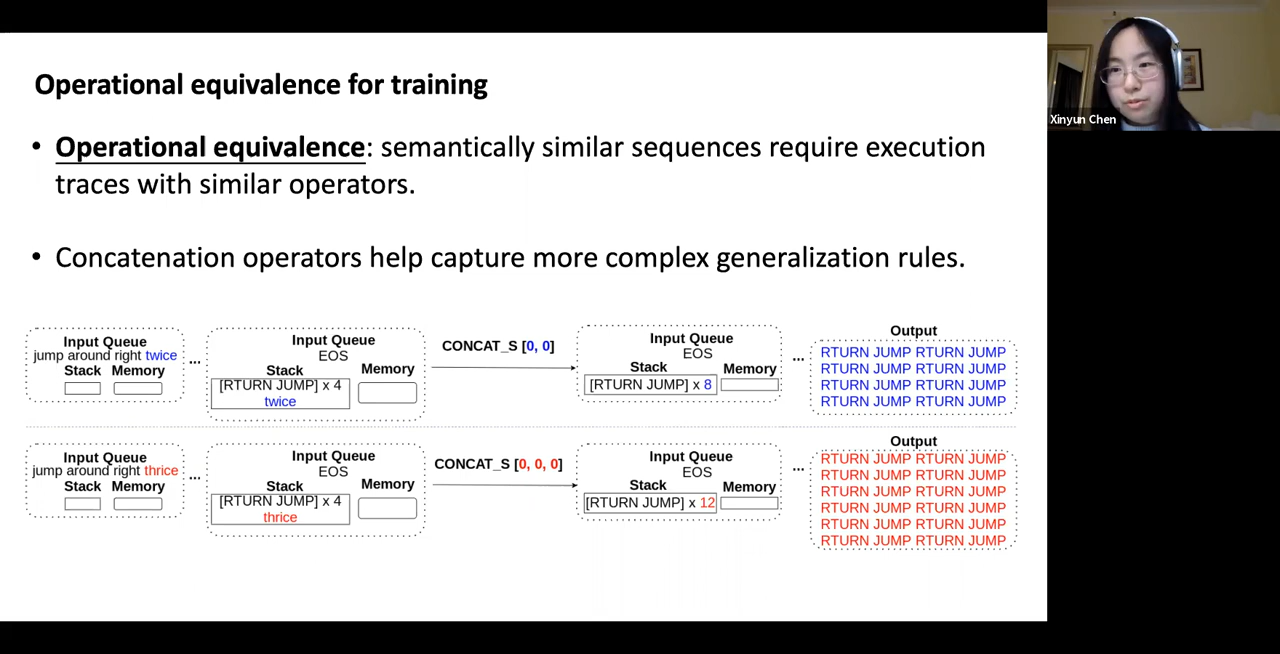 Operational equivalence for training
• Operational equivalence: semantically similar sequences require execution
traces with similar operators.
• Concatenation operators help capture more complex generalization rules.
Xinyun Chen
Input Queue
jump around right twice
Stack Memory
...
Input Queue
EOS
Stack
Memory
[RTURN JUMP] x 4
twice
CONCAT_S [0, 0]
Input Queue
EOS
Stack
Memory
[RTURN JUMP] x 8
...
Output
RTURN JUMP RTURN JUMP
RTURN JUMP RTURN JUMP
RTURN JUMP RTURN JUMP
RTURN JUMP RTURN JUMP
Input Queue
jump around right thrice
Stack Memory
...
Input Queue
EOS
Stack
Memory
[RTURN JUMP] x 4
thrice
CONCAT_S [0, 0, 0]
Input Queue
EOS
Stack
Memory
[RTURN JUMP] x 12
...
Output
RTURN JUMP RTURN JUMP
RTURN JUMP RTURN JUMP
RTURN JUMP RTURN JUMP
RTURN JUMP RTURN JUMP
RTURN JUMP RTURN JUMP
RTURN JUMP RTURN JUMP